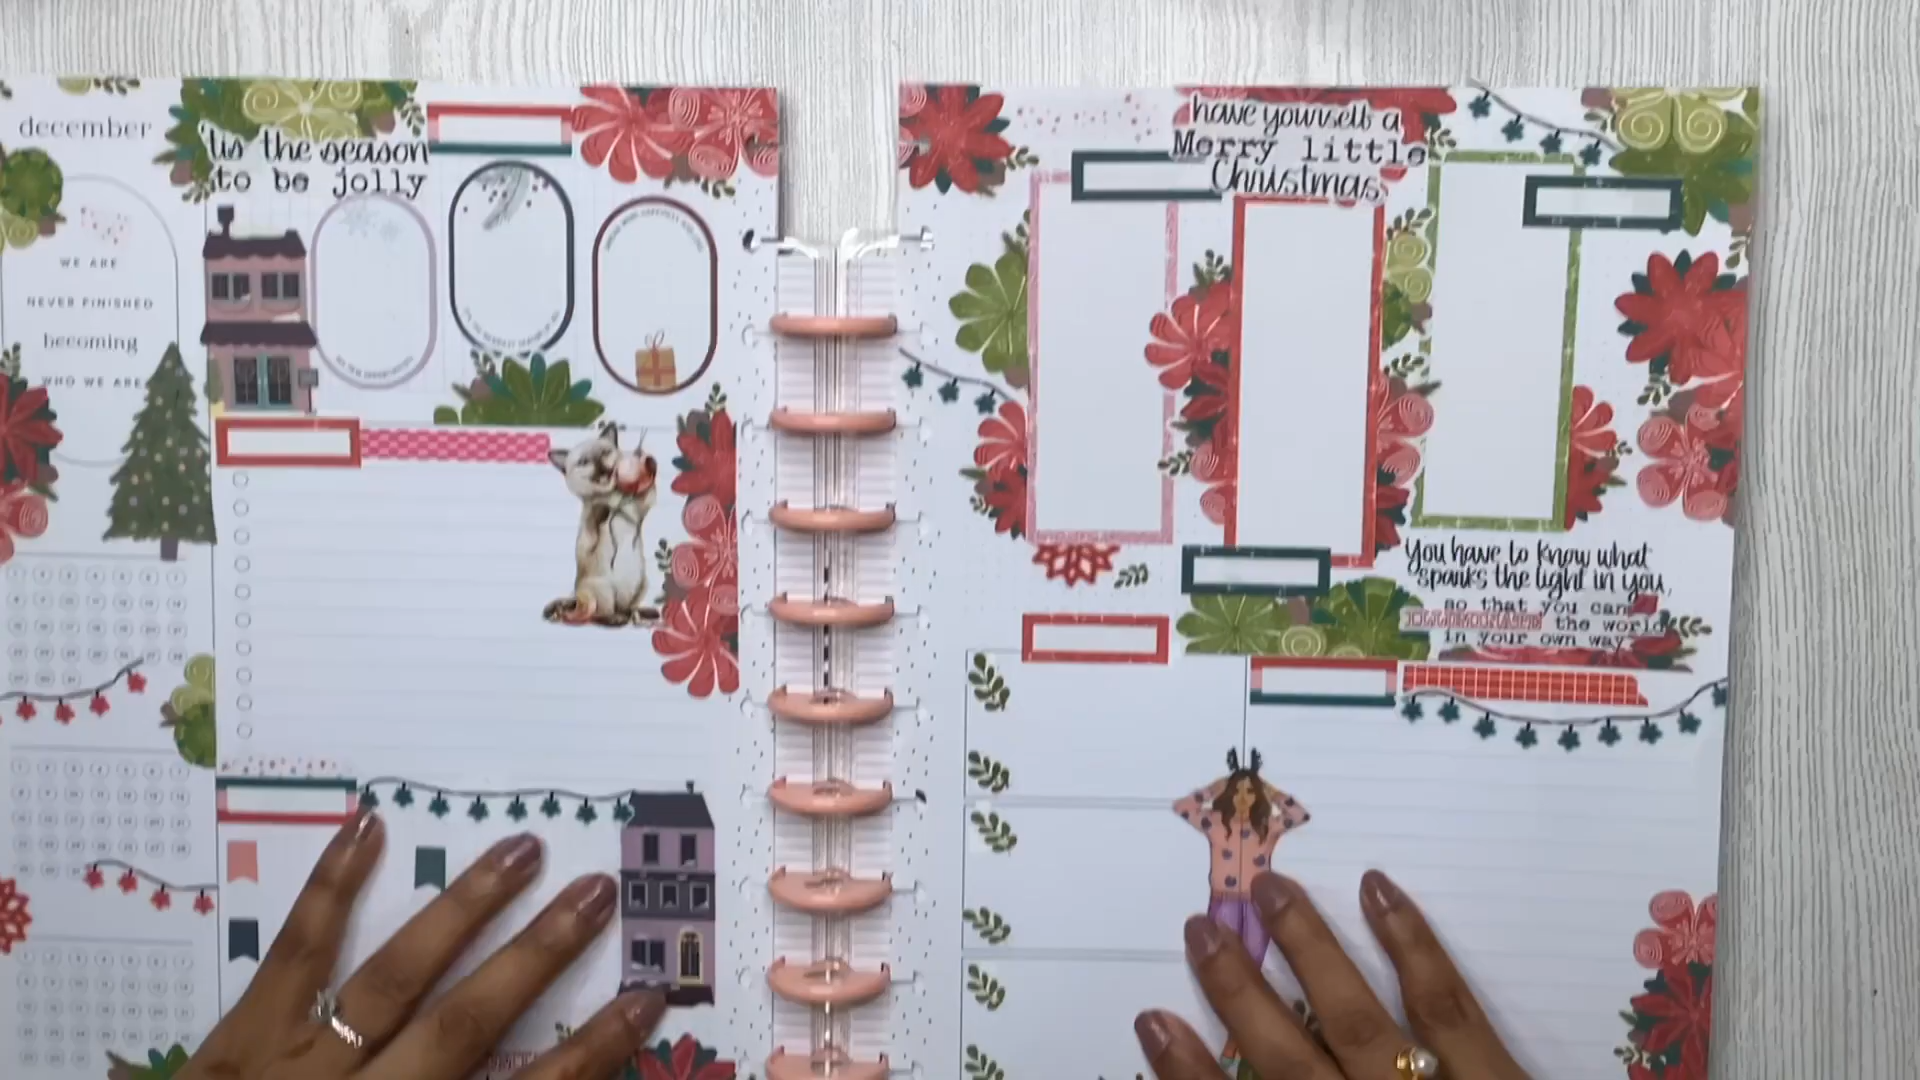 december
WE ARE
NEVER FINISHED
becoming
WHO WE ARE
'tis the season
to be jolly
have yourself a
Merry little
Christmas
You have to know what
sparks the light in you,
so that you can
ILLUMINATE the world
in your own way